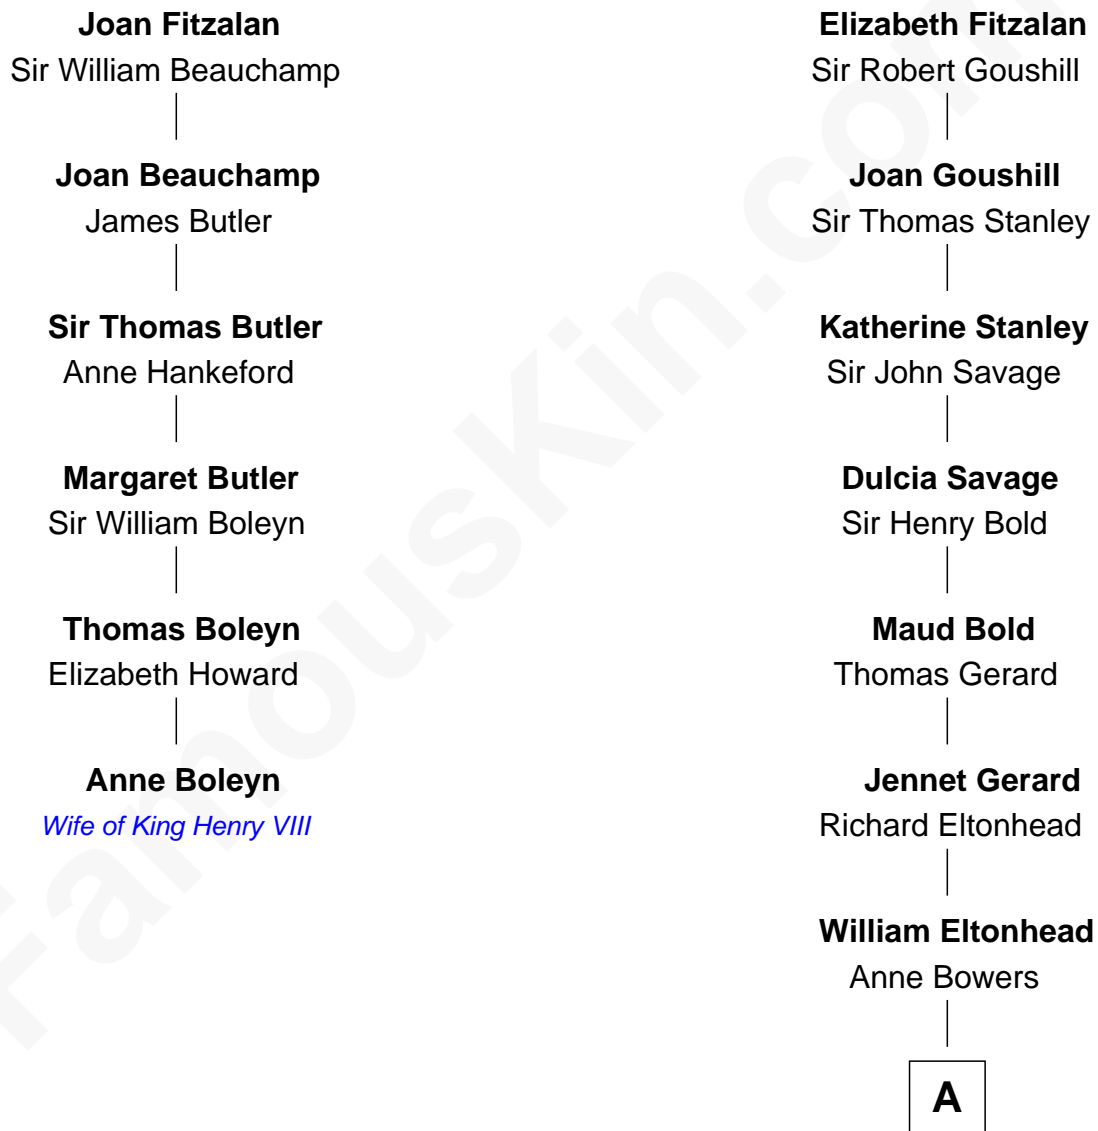 Joan Fitzalan
Sir William Beauchamp
Joan Beauchamp
James Butler
Sir Thomas Butler
Anne Hankeford
Margaret Butler
Sir William Boleyn
Thomas Boleyn
Elizabeth Howard
Anne Boleyn
Wife of King Henry VIII
Elizabeth Fitzalan
Sir Robert Goushill
Joan Goushill
Sir Thomas Stanley
Katherine Stanley
Sir John Savage
Dulcia Savage
Sir Henry Bold
Maud Bold
Thomas Gerard
Jennet Gerard
Richard Eltonhead
William Eltonhead
Anne Bowers
A
FamousKin.com